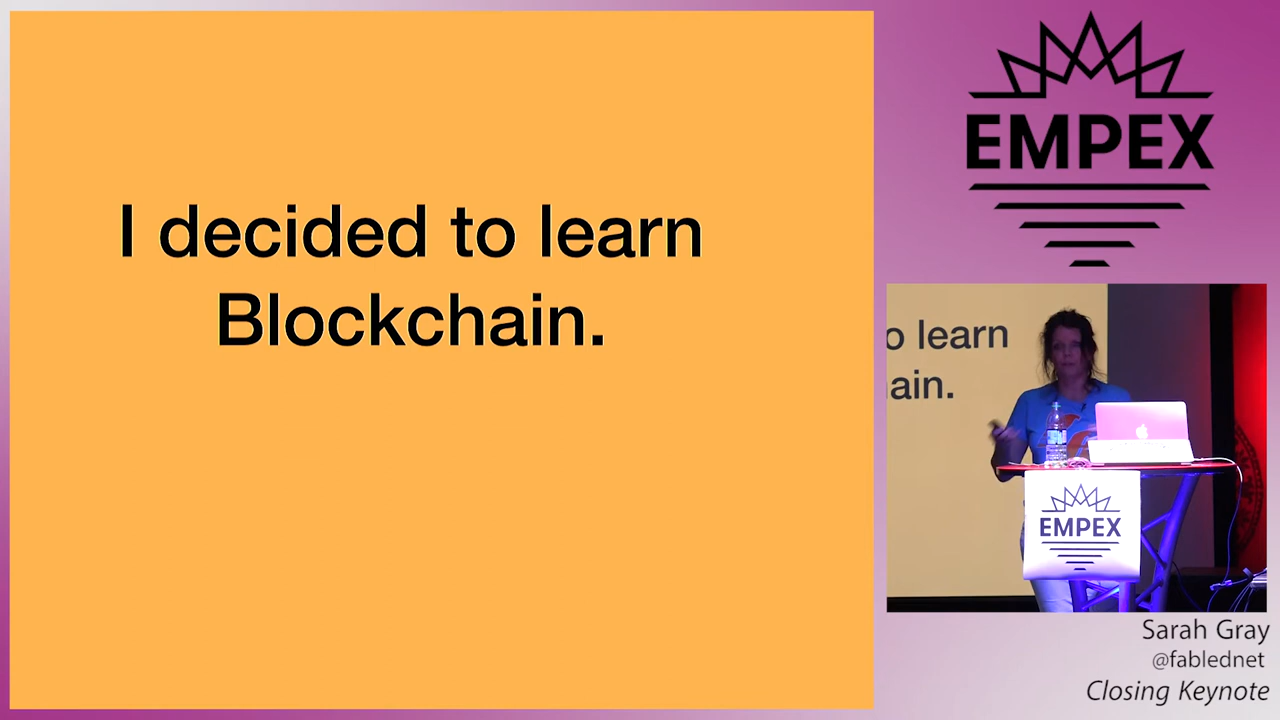 I decided to learn
Blockchain.
EMPEX
o learn
ain.
EMPEX
Sarah Gray
@fablednet
Closing Keynote